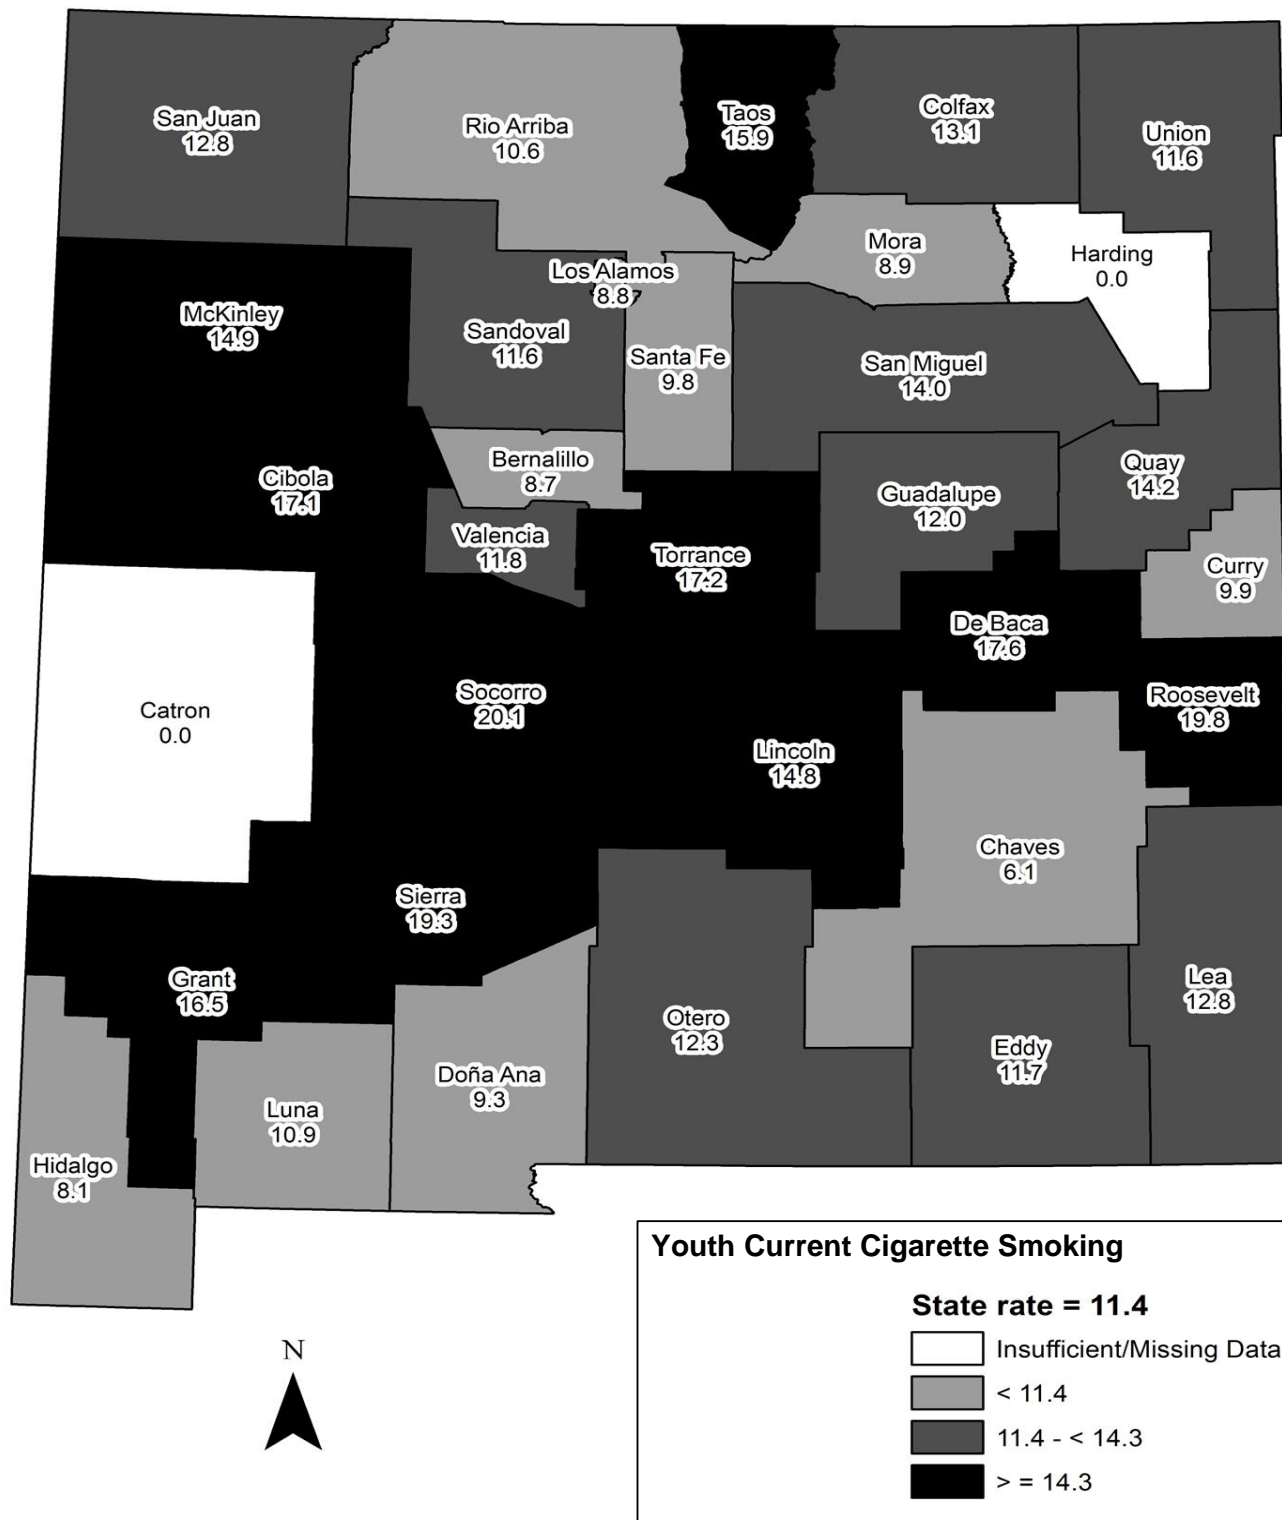 San Juan
12.8
Rio Arriba
10.6
Taos
15.9
Colfax
13.1
Union
11.6
Mora
8.9
Harding
0.0
Los Alamos
8.8
McKinley
14.9
Sandoval
11.6
Santa Fe
9.8
San Miguel
14.0
Bernalillo
8.7
Cibola
17.1
Guadalupe
12.0
Quay
14.2
Valencia
11.8
Torrance
17.2
Curry
9.9
De Baca
17.6
Catron
0.0
Socorro
20.1
Roosevelt
19.8
Lincoln
14.8
Chaves
6.1
Sierra
19.3
Grant
16.5
Otero
12.3
Lea
12.8
Eddy
11.7
Doña Ana
9.3
Luna
10.9
Hidalgo
8.1
Youth Current Cigarette Smoking
State rate = 11.4
Insufficient/Missing Data
< 11.4
11.4 - < 14.3
> = 14.3
N